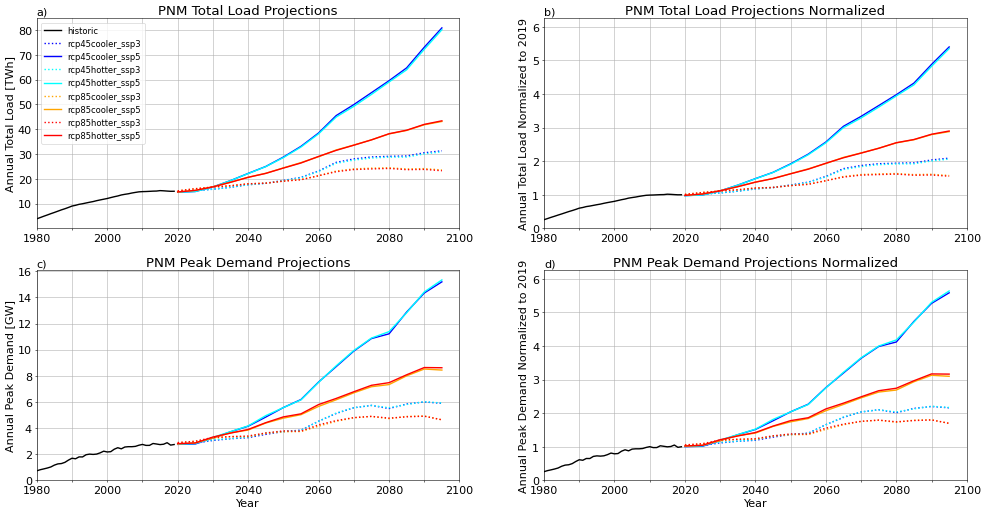 a)
PNM Total Load Projections
Annual Total Load [TWh]
80
70
60
50
40
30
20
10
historic
rcp45cooler_ssp3
rcp45cooler_ssp5
rcp45hotter_ssp3
rcp45hotter_ssp5
rcp85cooler_ssp3
rcp85cooler_ssp5
rcp85hotter_ssp3
rcp85hotter_ssp5
1980 2000 2020 2040 2060 2080 2100
b)
PNM Total Load Projections Normalized
Annual Total Load Normalized to 2019
6
5
4
3
2
1
0
1980 2000 2020 2040 2060 2080 2100
c)
PNM Peak Demand Projections
Annual Peak Demand [GW]
16
14
12
10
8
6
4
2
0
1980 2000 2020 2040 2060 2080 2100
Year
d)
PNM Peak Demand Projections Normalized
Annual Peak Demand Normalized to 2019
6
5
4
3
2
1
0
1980 2000 2020 2040 2060 2080 2100
Year